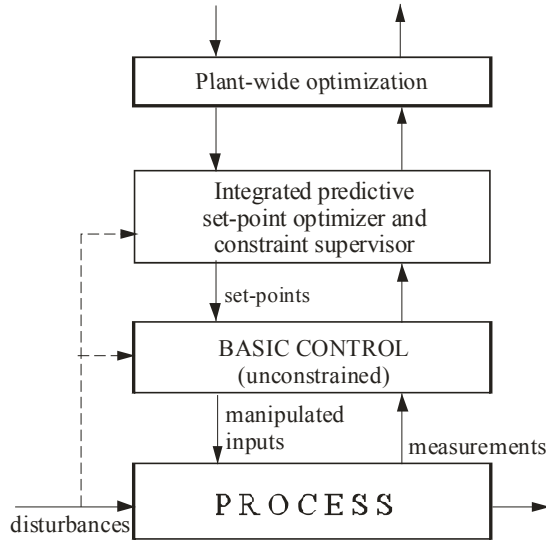 Plant-wide optimization
Integrated predictive
set-point optimizer and
constraint supervisor
set-points
BASIC CONTROL
(unconstrained)
manipulated
inputs
measurements
PROCESS
disturbances